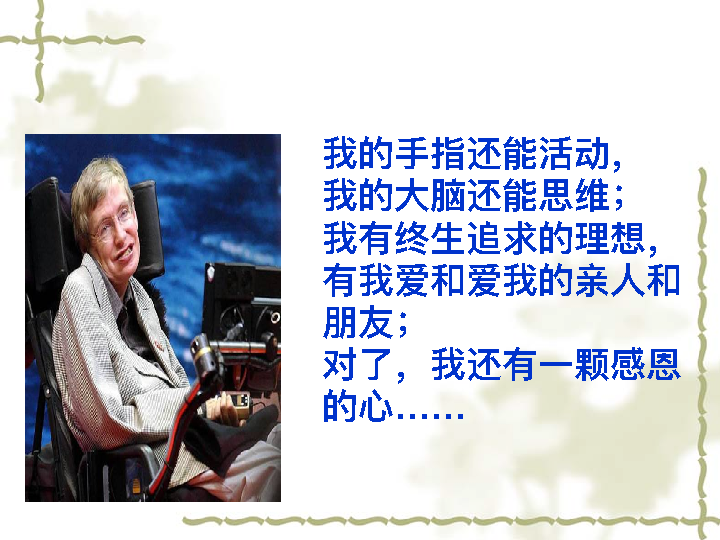 我的手指还能活动，
我的大脑还能思维；
我有终生追求的理想，
有我爱和爱我的亲人和
朋友；
对了，我还有一颗感恩
的心……